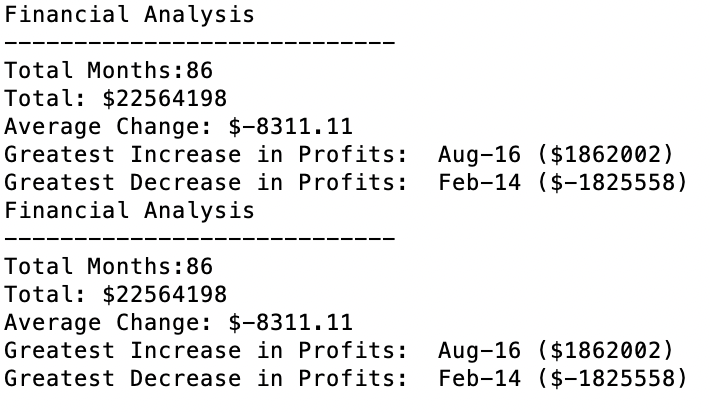 Financial Analysis
----------------------------
Total Months:86
Total: $22564198
Average Change: $-8311.11
Greatest Increase in Profits:  Aug-16 ($1862002)
Greatest Decrease in Profits:  Feb-14 ($-1825558)
Financial Analysis
----------------------------
Total Months:86
Total: $22564198
Average Change: $-8311.11
Greatest Increase in Profits:  Aug-16 ($1862002)
Greatest Decrease in Profits:  Feb-14 ($-1825558)